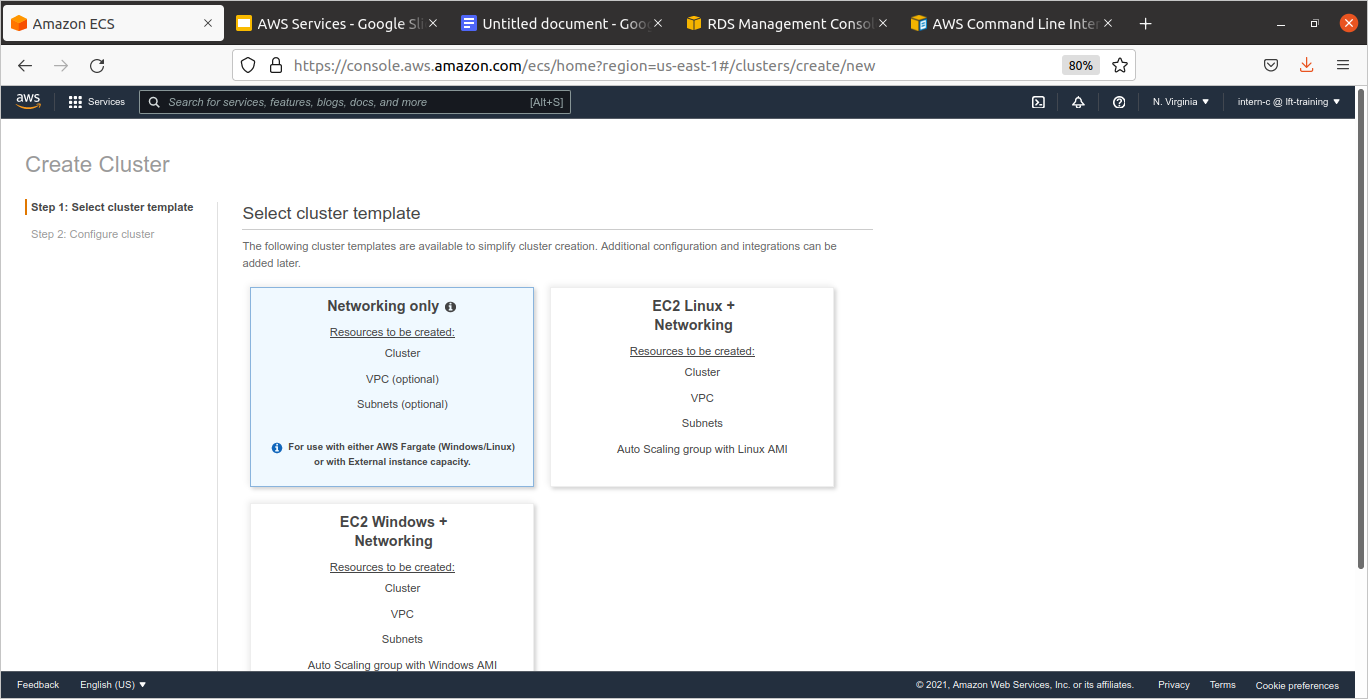 Amazon ECS
AWS Services - Google Sli
Untitled document - Goog
RDS Management Consol
AWS Command Line Inter
https://console.aws.amazon.com/ecs/home?region=us-east-1#/clusters/create/new
80%
aws
Services
Search for services, features, blogs, docs, and more
[Alt+S]
N. Virginia
intern-c @ lft-training
Create Cluster
Step 1: Select cluster template
Step 2: Configure cluster
Select cluster template
The following cluster templates are available to simplify cluster creation. Additional configuration and integrations can be
added later.
Networking only
Resources to be created:
Cluster
VPC (optional)
Subnets (optional)
For use with either AWS Fargate (Windows/Linux)
or with External instance capacity.
EC2 Linux +
Networking
Resources to be created:
Cluster
VPC
Subnets
Auto Scaling group with Linux AMI
EC2 Windows +
Networking
Resources to be created:
Cluster
VPC
Subnets
Auto Scaling group with Windows AMI
Feedback
English (US)
© 2021, Amazon Web Services, Inc. or its affiliates.
Privacy
Terms
Cookie preferences